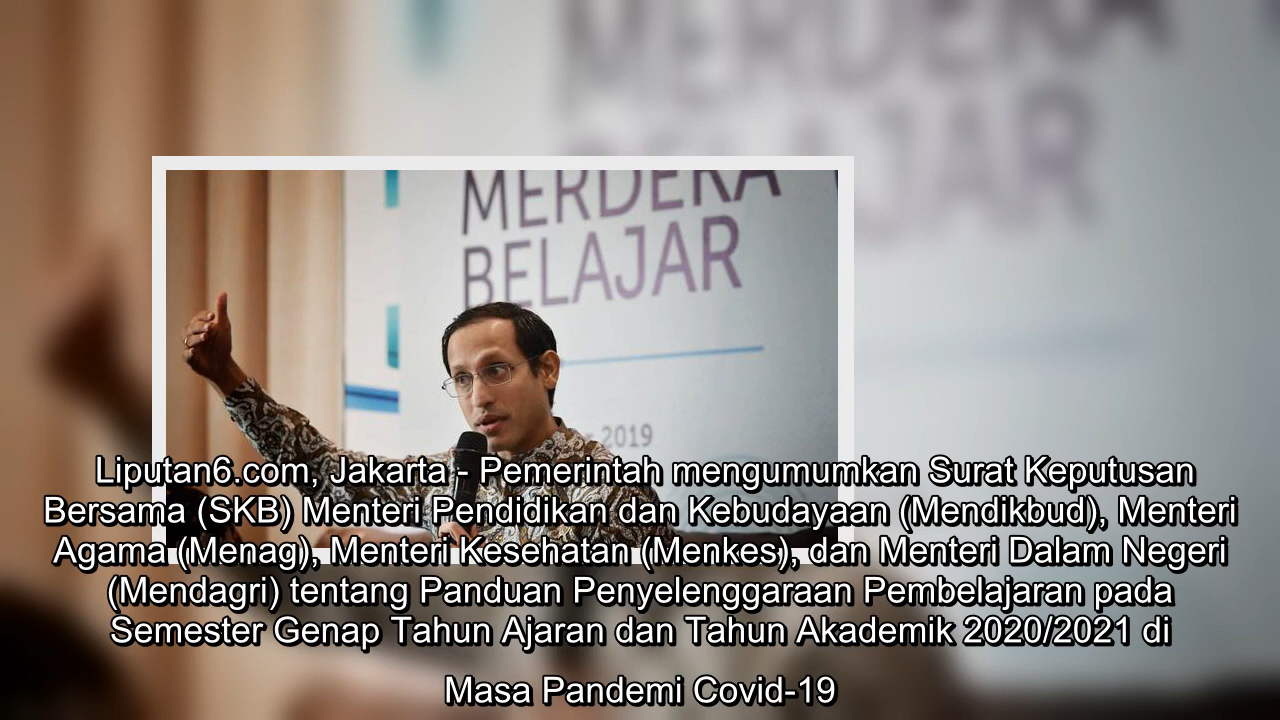 MERDEKA
BELAJAR
MERDEKA
BELAJAR
2019
Liputan6.com, Jakarta - Pemerintah mengumumkan Surat Keputusan
Bersama (SKB) Menteri Pendidikan dan Kebudayaan (Mendikbud), Menteri
Agama (Menag), Menteri Kesehatan (Menkes), dan Menteri Dalam Negeri
(Mendagri) tentang Panduan Penyelenggaraan Pembelajaran pada
Semester Genap Tahun Ajaran dan Tahun Akademik 2020/2021 di
Masa Pandemi Covid-19